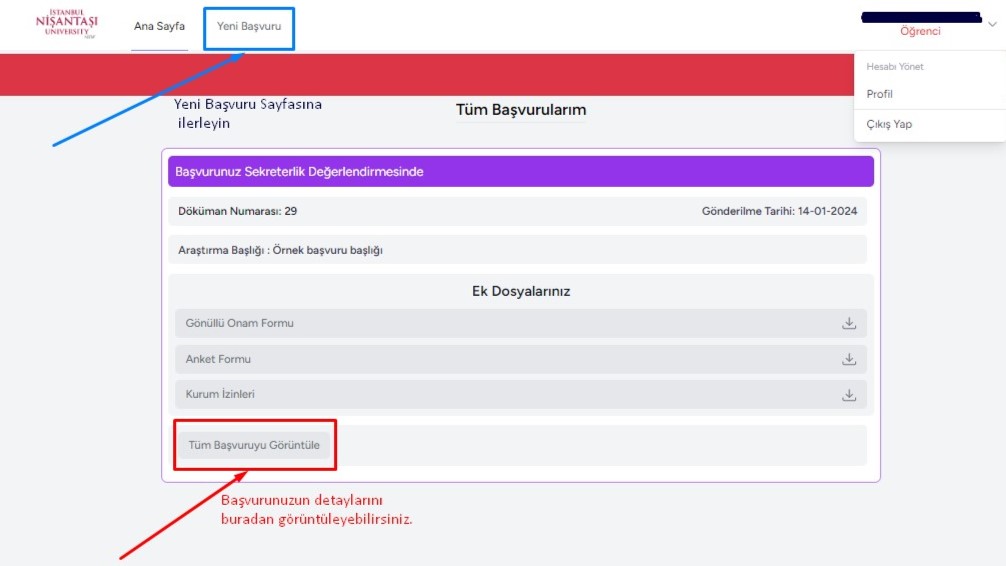 İSTANBUL
NİŞANTAŞI
UNIVERSITY
Ana Sayfa
Yeni Başvuru
Öğrenci
Hesabı Yönet
Profil
Çıkış Yap
Yeni Başvuru Sayfasına
ilerleyin
Tüm Başvurularım
Başvurunuz Sekreterlik Değerlendirmesinde
Döküman Numarası: 29
Gönderilme Tarihi: 14-01-2024
Araştırma Başlığı : Örnek başvuru başlığı
Ek Dosyalarınız
Gönüllü Onam Formu
Anket Formu
Kurum İzinleri
Tüm Başvuruyu Görüntüle
Başvurunuzun detaylarını
buradan görüntüleyebilirsiniz.